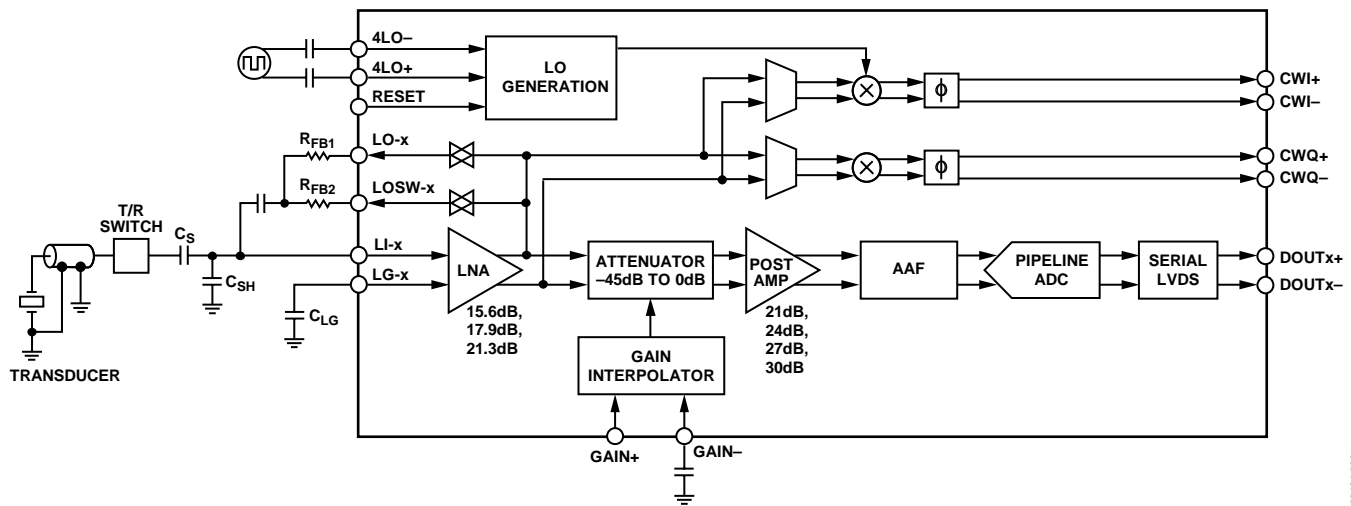 4LO–
4LO+
RESET
LO
GENERATION
CWI+
CWI–
CWQ+
CWQ–
RFB1
LO-x
RFB2
LOSW-x
T/R
SWITCH
CS
LI-x
LG-x
CSH
CLG
LNA
15.6dB,
17.9dB,
21.3dB
ATTENUATOR
–45dB TO 0dB
POST
AMP
21dB,
24dB,
27dB,
30dB
AAF
PIPELINE
ADC
SERIAL
LVDS
DOUTx+
DOUTx–
GAIN
INTERPOLATOR
TRANSDUCER
GAIN+
GAIN–
ϕ
ϕ